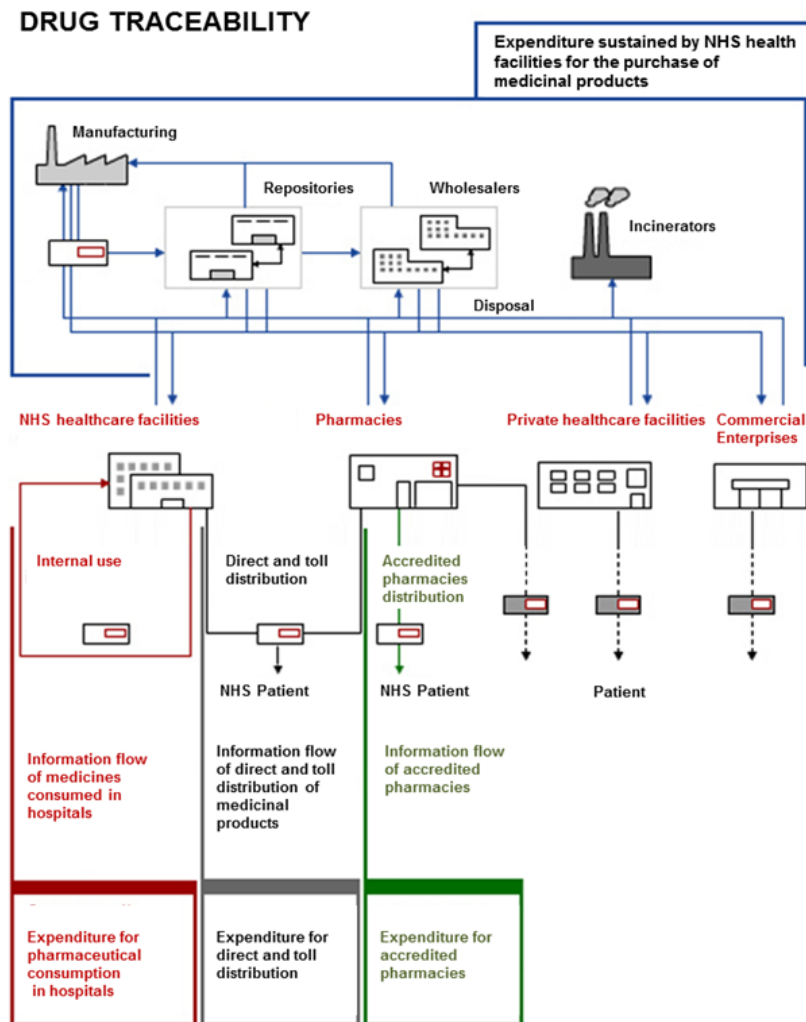 DRUG TRACEABILITY
Expenditure sustained by NHS health
facilities for the purchase of
medicinal products
Manufacturing
Repositories
Wholesalers
Incinerators
Disposal
NHS healthcare facilities
Pharmacies
Private healthcare facilities
Commercial
Enterprises
Internal use
Direct and toll
distribution
Accredited
pharmacies
distribution
NHS Patient
NHS Patient
Patient
Information flow
of medicines
consumed in
hospitals
Information flow
of direct and toll
distribution of
medicinal
products
Information flow
of accredited
pharmacies
Expenditure for
pharmaceutical
consumption
in hospitals
Expenditure for
direct and toll
distribution
Expenditure for
accredited
pharmacies